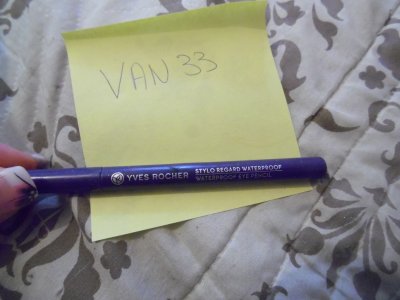 VAN 33
YVES ROCHER
STYLO REGARD WATERPROOF
WATERPROOF EYE PENCIL